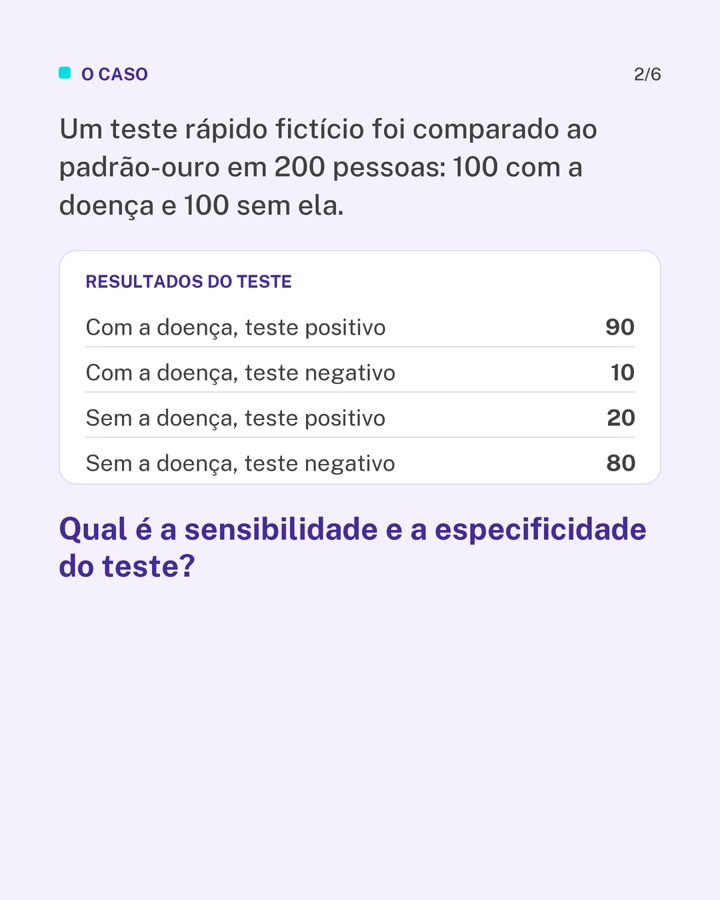 O CASO
2/6
Um teste rápido fictício foi comparado ao
padrão-ouro em 200 pessoas: 100 com a
doença e 100 sem ela.
RESULTADOS DO TESTE
Com a doença, teste positivo 90
Com a doença, teste negativo 10
Sem a doença, teste positivo 20
Sem a doença, teste negativo 80
Qual é a sensibilidade e a especificidade
do teste?